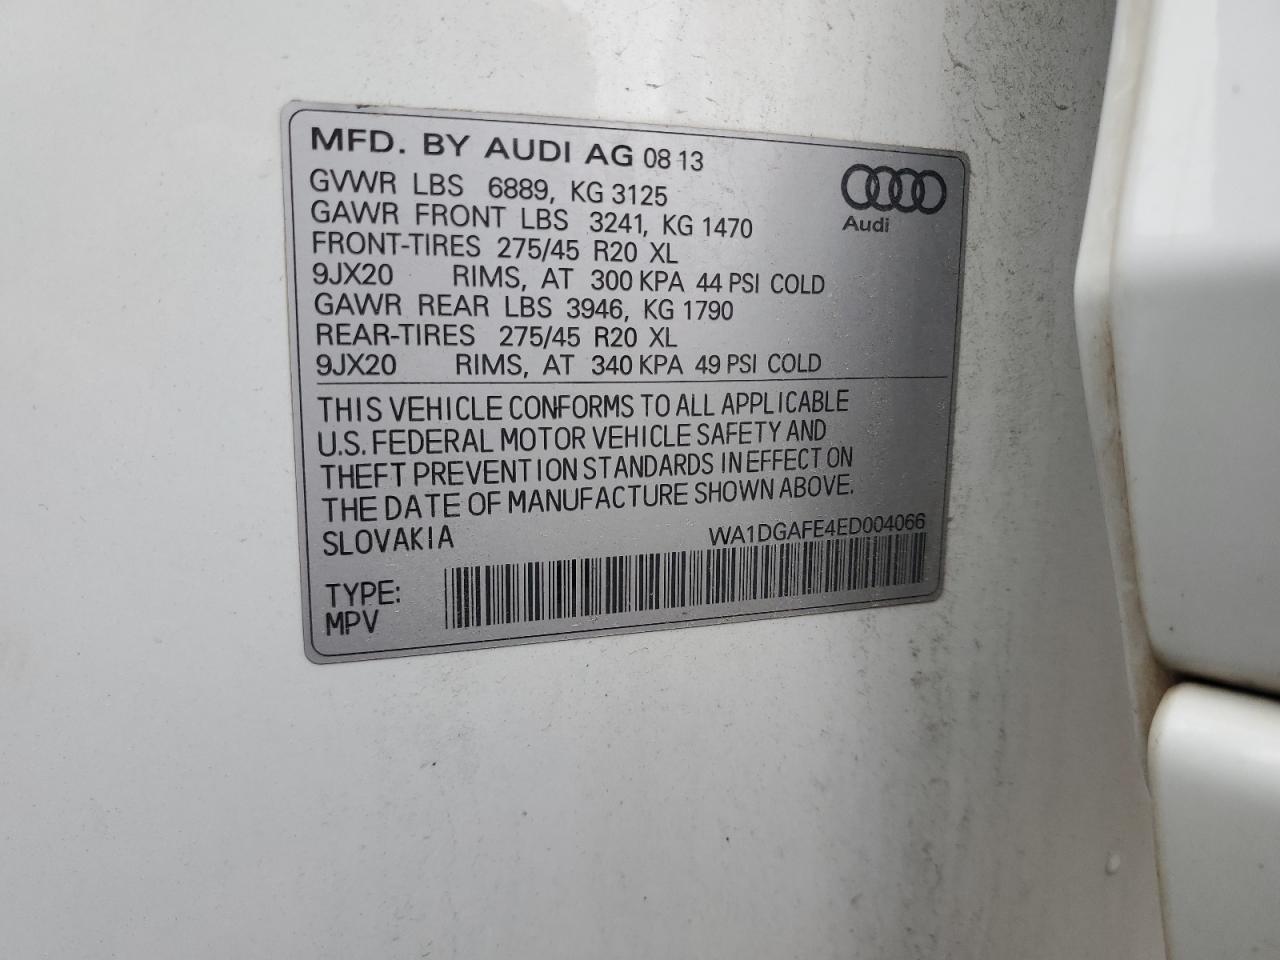 MFD. BY AUDI AG 08 13
GVWR LBS 6889, KG 3125
GAWR FRONT LBS 3241, KG 1470
FRONT-TIRES 275/45 R20 XL
9JX20 RIMS, AT 300 KPA 44 PSI COLD
GAWR REAR LBS 3946, KG 1790
REAR-TIRES 275/45 R20 XL
9JX20 RIMS, AT 340 KPA 49 PSI COLD
Audi
THIS VEHICLE CONFORMS TO ALL APPLICABLE
U.S. FEDERAL MOTOR VEHICLE SAFETY AND
THEFT PREVENTION STANDARDS IN EFFECT ON
THE DATE OF MANUFACTURE SHOWN ABOVE.
SLOVAKIA WA1DGAFE4ED004066
TYPE:
MPV